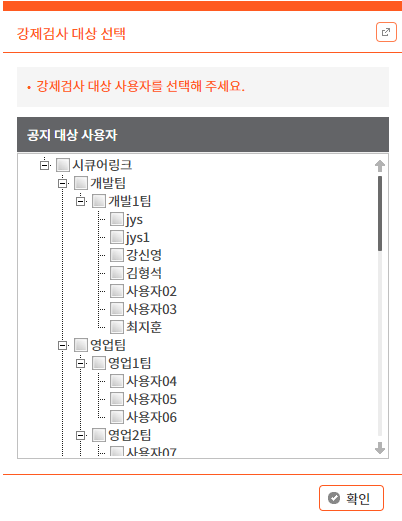 강제검사 대상 선택
• 강제검사 대상 사용자를 선택해 주세요.
공지 대상 사용자
시큐어링크
개발팀
개발1팀
jys
jys1
강신영
김형석
사용자02
사용자03
최지훈
영업팀
영업1팀
사용자04
사용자05
사용자06
영업2팀
사용자07
확인